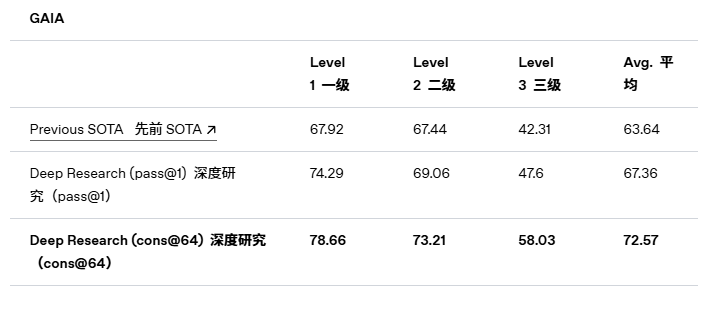 GAIA
Level Level Level Avg. 平
1 一级 2 二级 3 三级 均
Previous SOTA 先前 SOTA ↗ 67.92 67.44 42.31 63.64
Deep Research (pass@1) 深度研 74.29 69.06 47.6 67.36
究（pass@1）
Deep Research (cons@64) 深度研究 78.66 73.21 58.03 72.57
（cons@64）